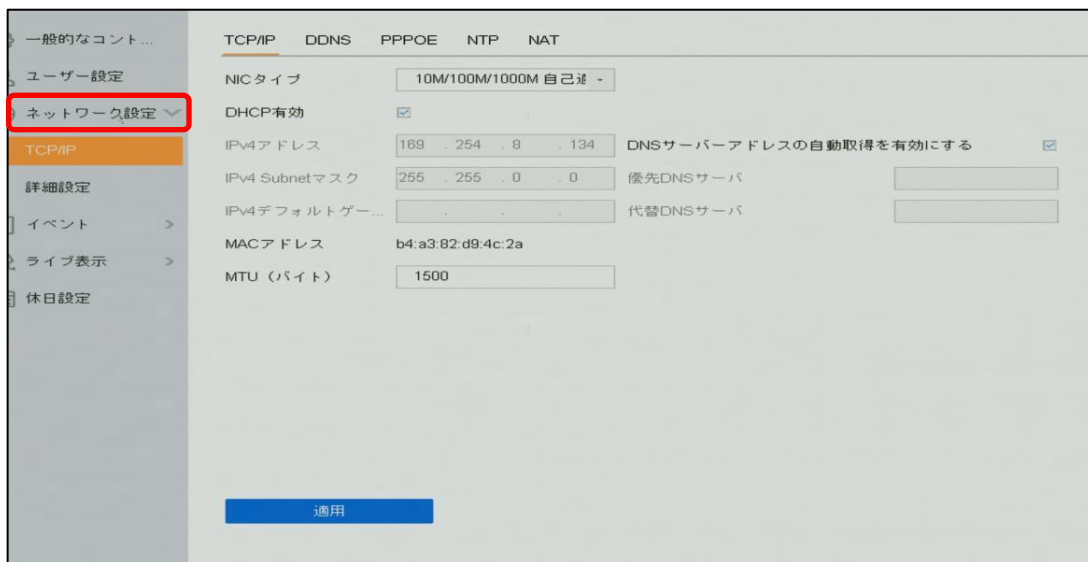 一般的なコント...
ユーザー設定
ネットワーク設定
TCP/IP
詳細設定
イベント >
ライブ表示 >
休日設定
TCP/IP DDNS PPPOE NTP NAT
NICタイプ 10M/100M/1000M 自己
DHCP有効
IPv4アドレス 169 . 254 . 8 . 134 DNSサーバーアドレスの自動取得を有効にする
IPv4 Subnetマスク 255 . 255 . 0 . 0 優先DNSサーバ
IPv4デフォルトゲー... . . . 代替DNSサーバ
MACアドレス b4:a3:82:d9:4c:2a
MTU（バイト） 1500
適用